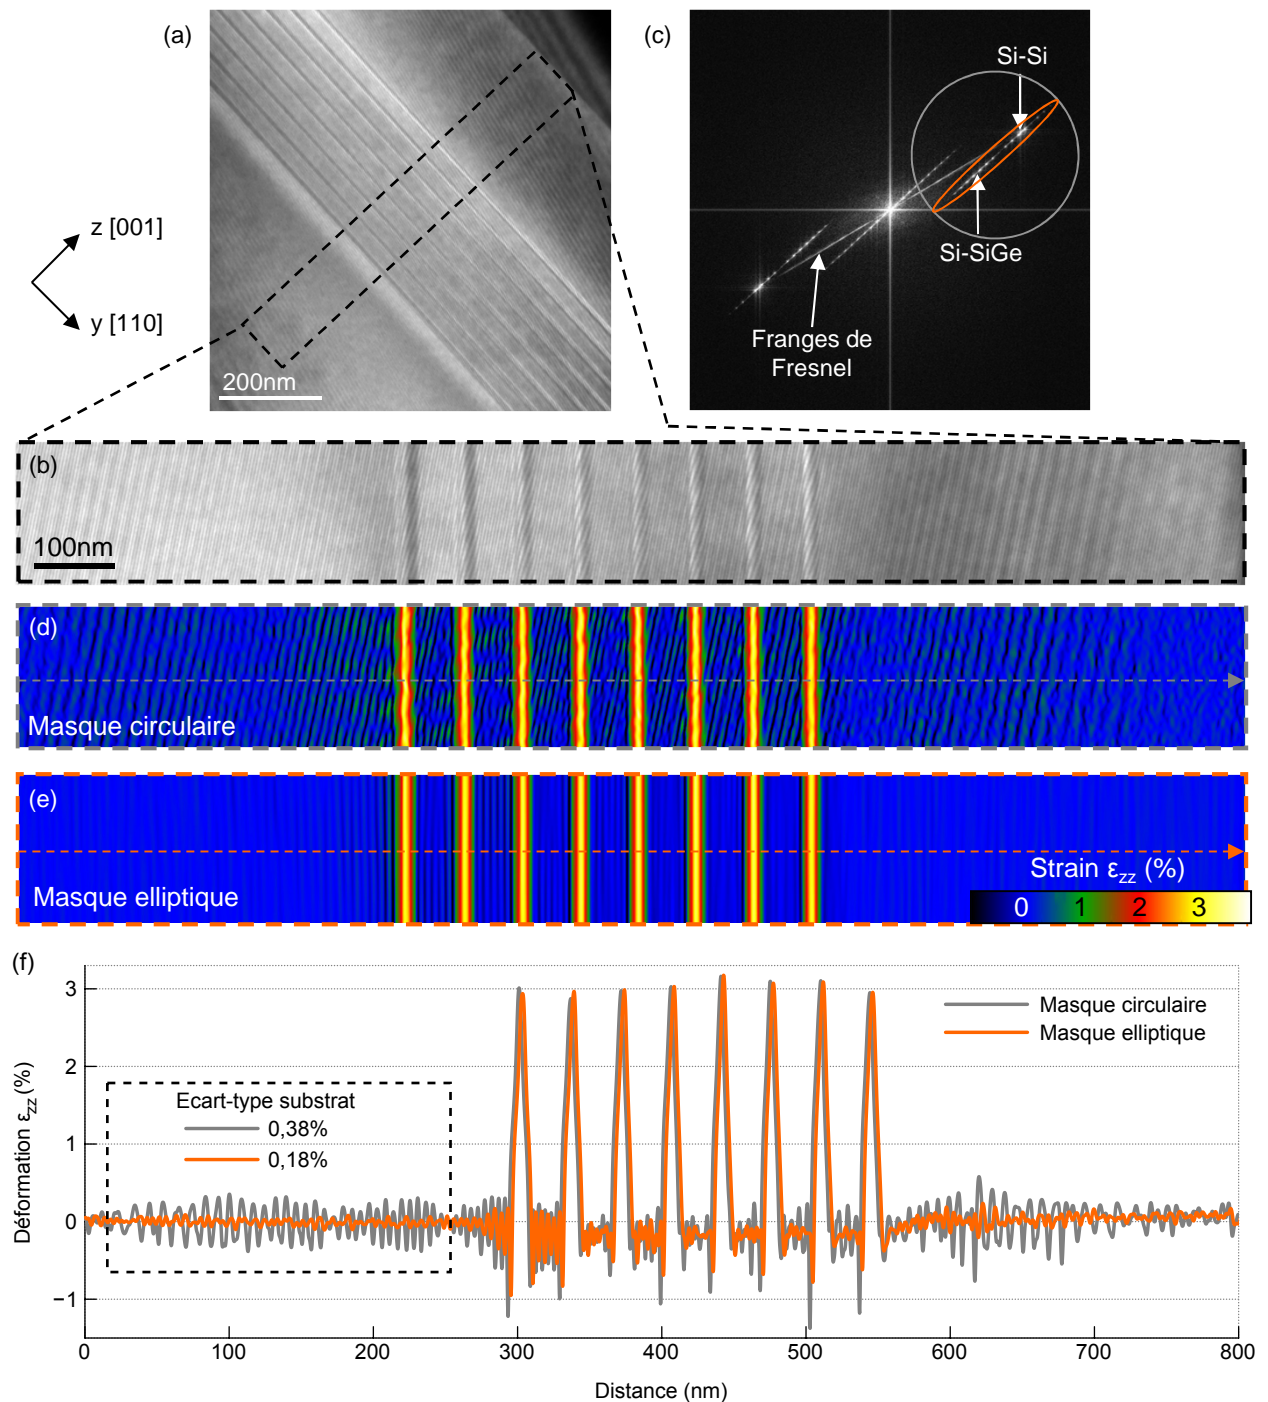 (a)
z [001]
y [110]
200nm
(c)
Si-Si
Si-SiGe
Franges de
Fresnel
(b)
100nm
(d)
Masque circulaire
(e)
Masque elliptique
Strain εzz (%)
0 1 2 3
(f)
Déformation εzz (%)
3
2
1
0
−1
Masque circulaire
Masque elliptique
Ecart-type substrat
0,38%
0,18%
0 100 200 300 400 500 600 700 800
Distance (nm)